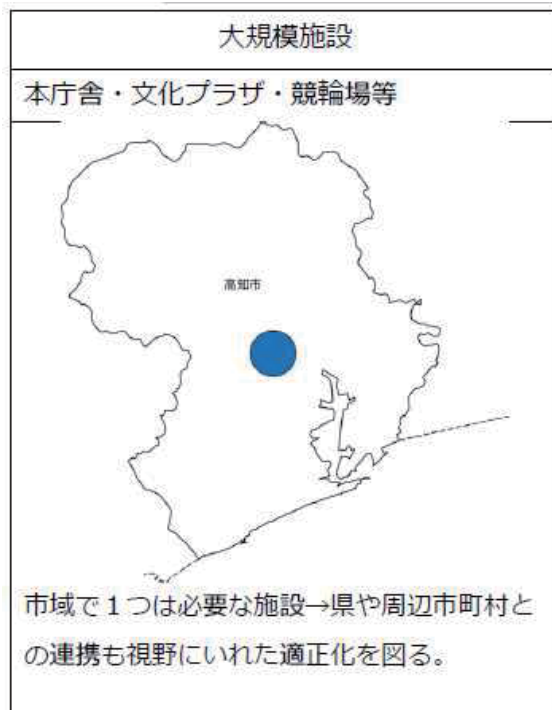 大規模施設
本庁舎・文化プラザ・競輪場等
高知市
市域で１つは必要な施設→県や周辺市町村と
の連携も視野にいれた適正化を図る。